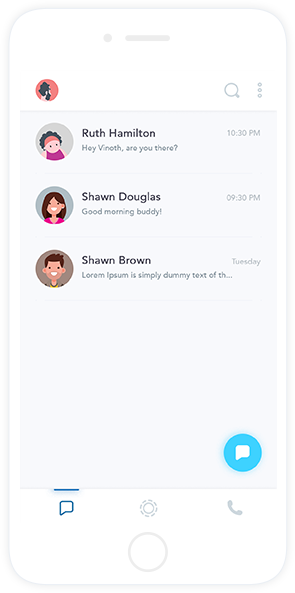 Ruth Hamilton 10:30 PM
Hey Vinoth, are you there?
Shawn Douglas 09:30 PM
Good morning buddy!
Shawn Brown Tuesday
Lorem Ipsum is simply dummy text of th...